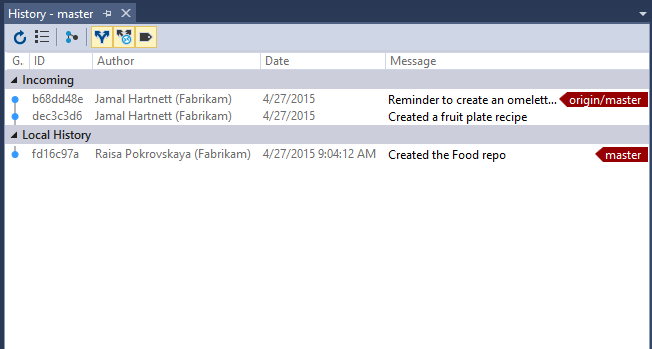 History - master
G. ID Author Date Message
Incoming
b68dd48e Jamal Hartnett (Fabrikam) 4/27/2015 Reminder to create an omelett... origin/master
dec3c3d6 Jamal Hartnett (Fabrikam) 4/27/2015 Created a fruit plate recipe
Local History
fd16c97a Raisa Pokrovskaya (Fabrikam) 4/27/2015 9:04:12 AM Created the Food repo master